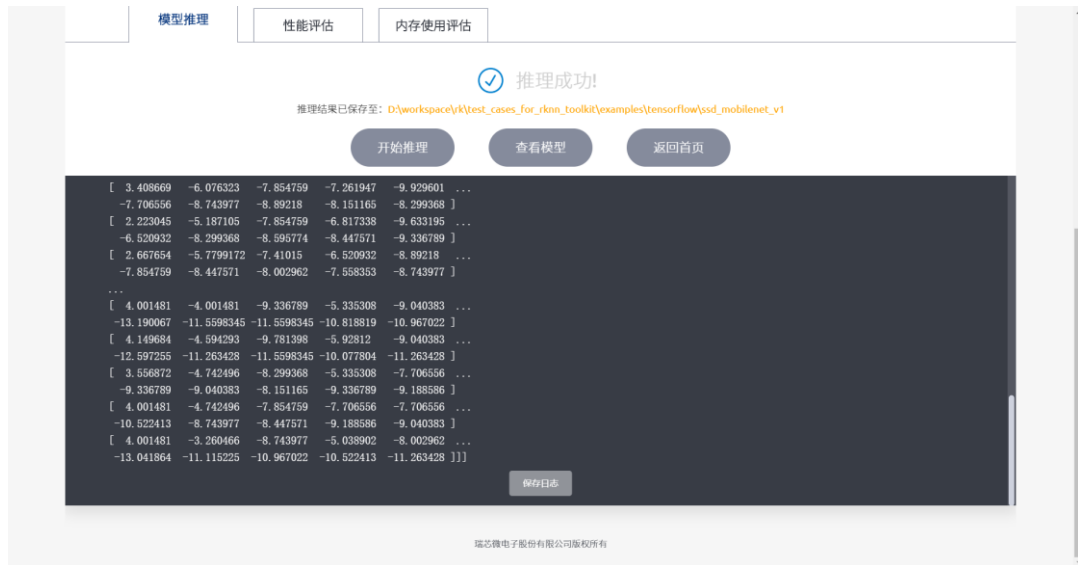 模型推理 性能评估 内存使用评估
推理成功!
推理结果已保存至：D:\workspace\rk\test_cases_for_rknn_toolkit\examples\tensorflow\ssd_mobilenet_v1
开始推理 查看模型 返回首页
[ 3.408669 -6.076323 -7.854759 -7.261947 -9.929601 ...
-7.706556 -8.743977 -8.89218 -8.151165 -8.299368 ]
[ 2.223045 -5.187105 -7.854759 -6.817338 -9.633195 ...
-6.520932 -8.299368 -8.595774 -8.447571 -9.336789 ]
[ 2.667654 -5.7799172 -7.41015 -6.520932 -8.89218 ...
-7.854759 -8.447571 -8.002962 -7.558353 -8.743977 ]
...
[ 4.001481 -4.001481 -9.336789 -5.335308 -9.040383 ...
-13.190067 -11.5598345 -11.5598345 -10.818819 -10.967022 ]
[ 4.149684 -4.594293 -9.781398 -5.92812 -9.040383 ...
-12.597255 -11.263428 -11.5598345 -10.077804 -11.263428 ]
[ 3.556872 -4.742496 -8.299368 -5.335308 -7.706556 ...
-9.336789 -9.040383 -8.151165 -9.336789 -9.188586 ]
[ 4.001481 -4.742496 -7.854759 -7.706556 -7.706556 ...
-10.522413 -8.743977 -8.447571 -9.188586 -9.040383 ]
[ 4.001481 -3.260466 -8.743977 -5.038902 -8.002962 ...
-13.041864 -11.115225 -10.967022 -10.522413 -11.263428 ]]]
保存日志
瑞芯微电子股份有限公司版权所有